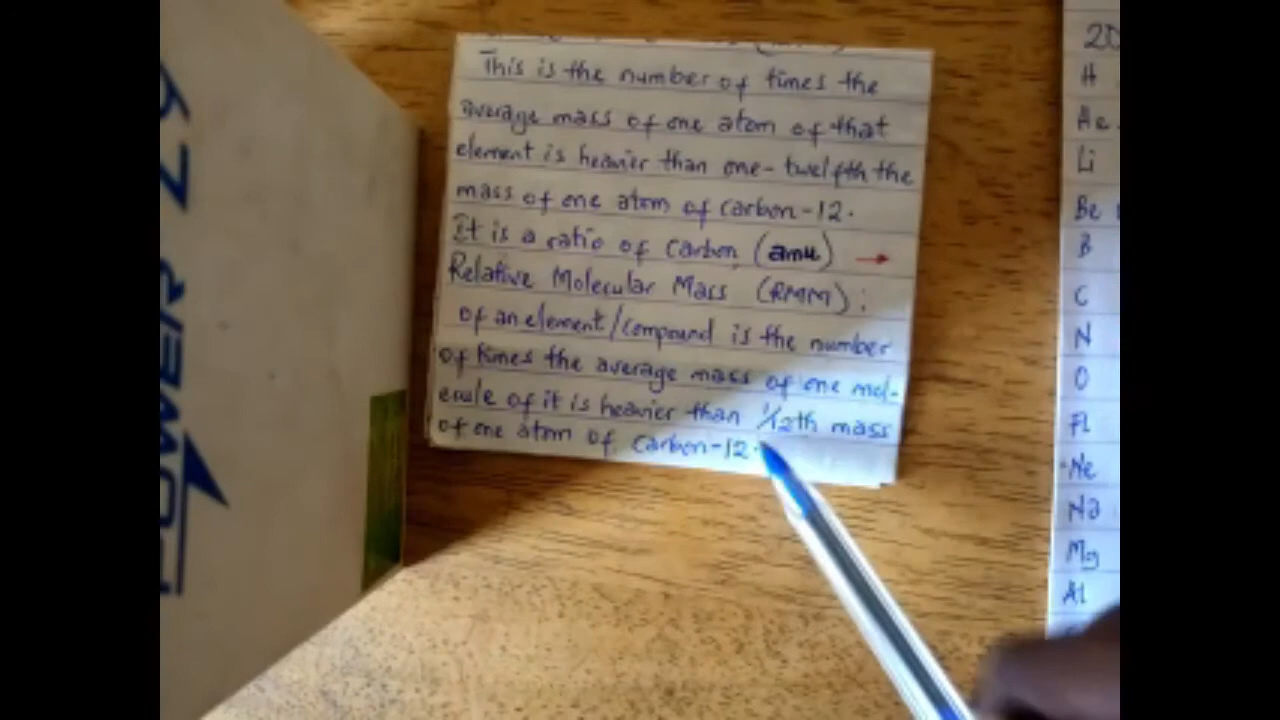 This is the number of times the
average mass of one atom of that
element is heavier than one-twelfth the
mass of one atom of carbon-12.
It is a ratio of Carbon (amu) →
Relative Molecular Mass (RMM):
of an element/compound is the number
of times the average mass of one mol-
ecule of it is heavier than 1/12th mass
of one atom of Carbon-12.
20
H
He
Li
Be
B
C
N
O
Fl
Ne
Na
Mg
Al
POWER